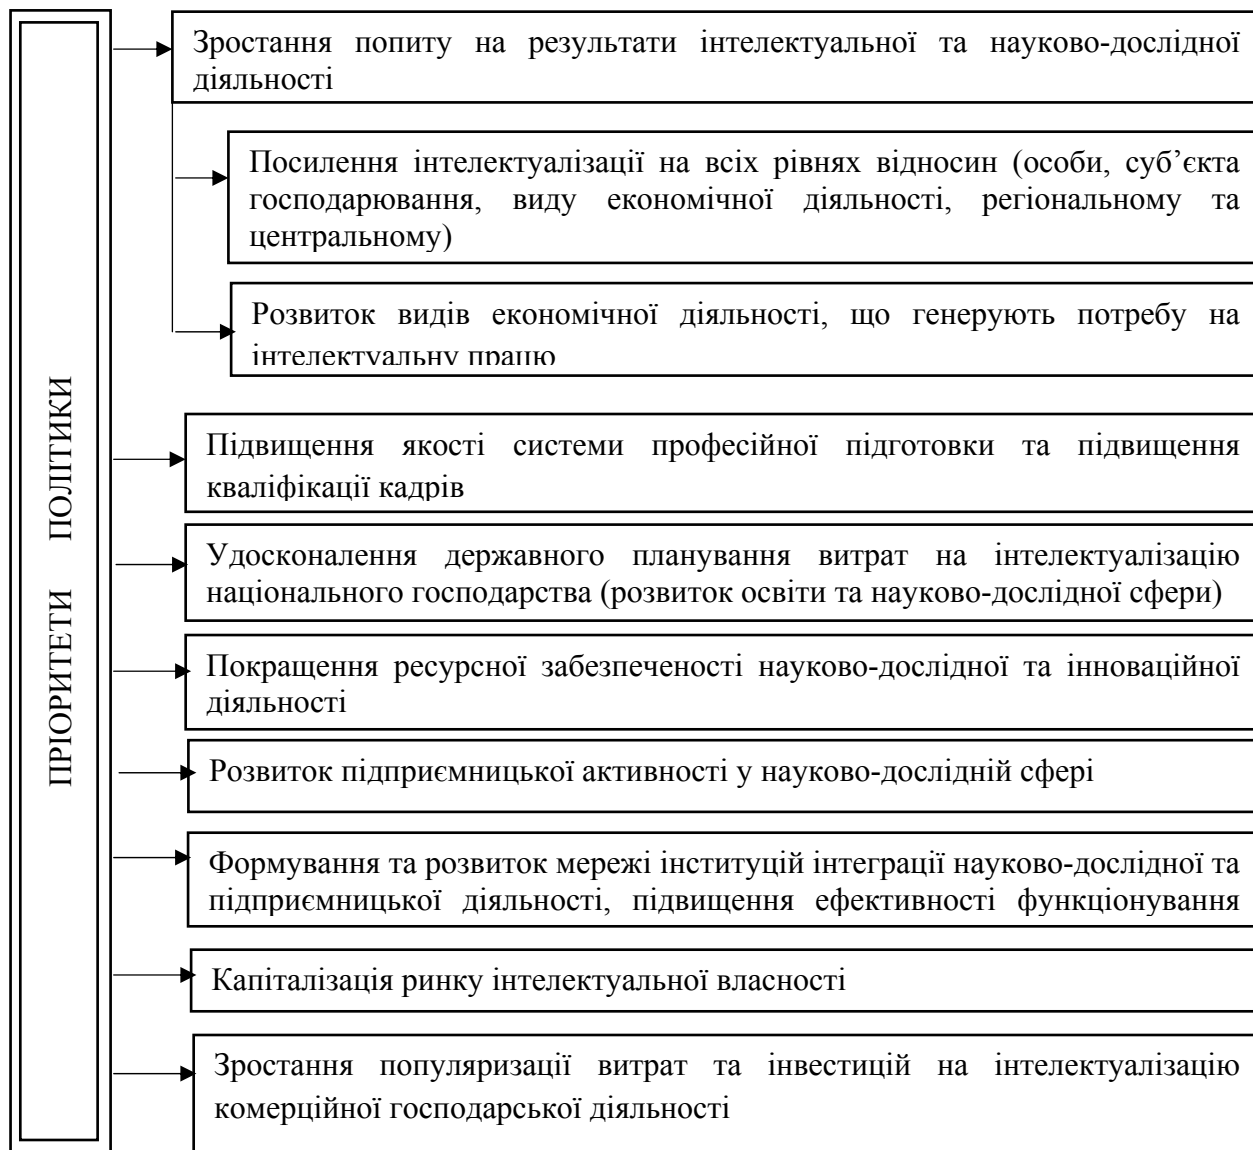 ПРІОРИТЕТИ ПОЛІТИКИ
Зростання попиту на результати інтелектуальної та науково-дослідної
діяльності
Посилення інтелектуалізації на всіх рівнях відносин (особи, суб’єкта
господарювання, виду економічної діяльності, регіональному та
центральному)
Розвиток видів економічної діяльності, що генерують потребу на
інтелектуальну працю
Підвищення якості системи професійної підготовки та підвищення
кваліфікації кадрів
Удосконалення державного планування витрат на інтелектуалізацію
національного господарства (розвиток освіти та науково-дослідної сфери)
Покращення ресурсної забезпеченості науково-дослідної та інноваційної
діяльності
Розвиток підприємницької активності у науково-дослідній сфері
Формування та розвиток мережі інституцій інтеграції науково-дослідної та
підприємницької діяльності, підвищення ефективності функціонування
Капіталізація ринку інтелектуальної власності
Зростання популяризації витрат та інвестицій на інтелектуалізацію
комерційної господарської діяльності